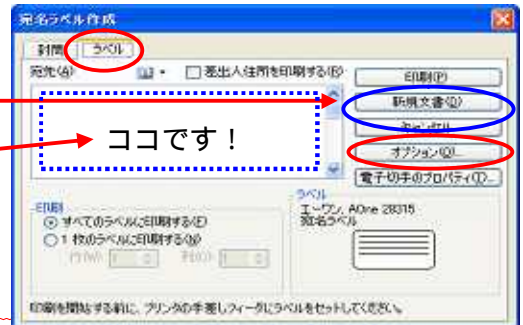 宛名ラベル作成
封筒 ラベル
宛先(A)
差出人住所を印刷する(R)
印刷(P)
新規文書(D)
キャンセル
オプション(O)...
電子切手のプロパティ(I)...
ココです！
印刷
すべてのラベルに印刷する(F)
1 枚のラベルに印刷する(N)
ラベル
エーワン, AOne 28315
宛名ラベル
印刷を開始する前に、プリンタの手差しフィーダにラベルをセットしてください。